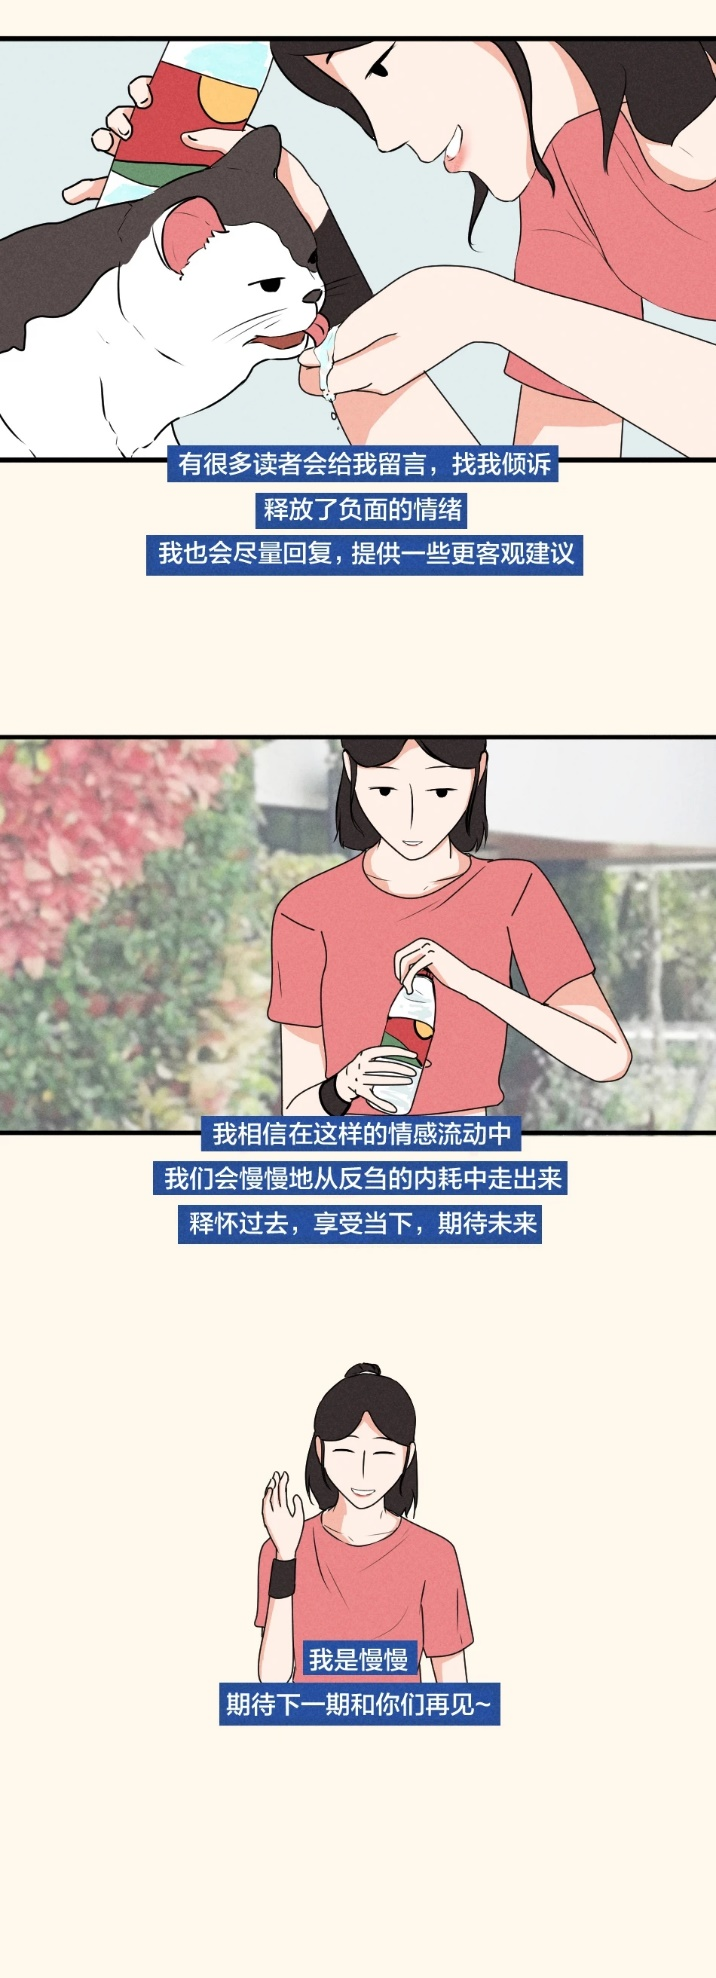 有很多读者会给我留言，找我倾诉
释放了负面的情绪
我也会尽量回复，提供一些更客观建议
我相信在这样的情感流动中
我们会慢慢地从反刍的内耗中走出来
释怀过去，享受当下，期待未来
我是慢慢
期待下一期和你们再见~